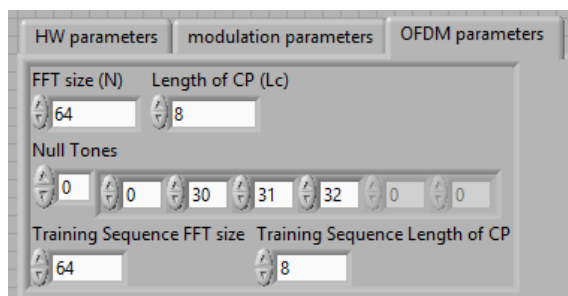 HW parameters modulation parameters OFDM parameters
FFT size (N) Length of CP (Lc)
64 8
Null Tones
0 0 30 31 32 0 0
Training Sequence FFT size Training Sequence Length of CP
64 8